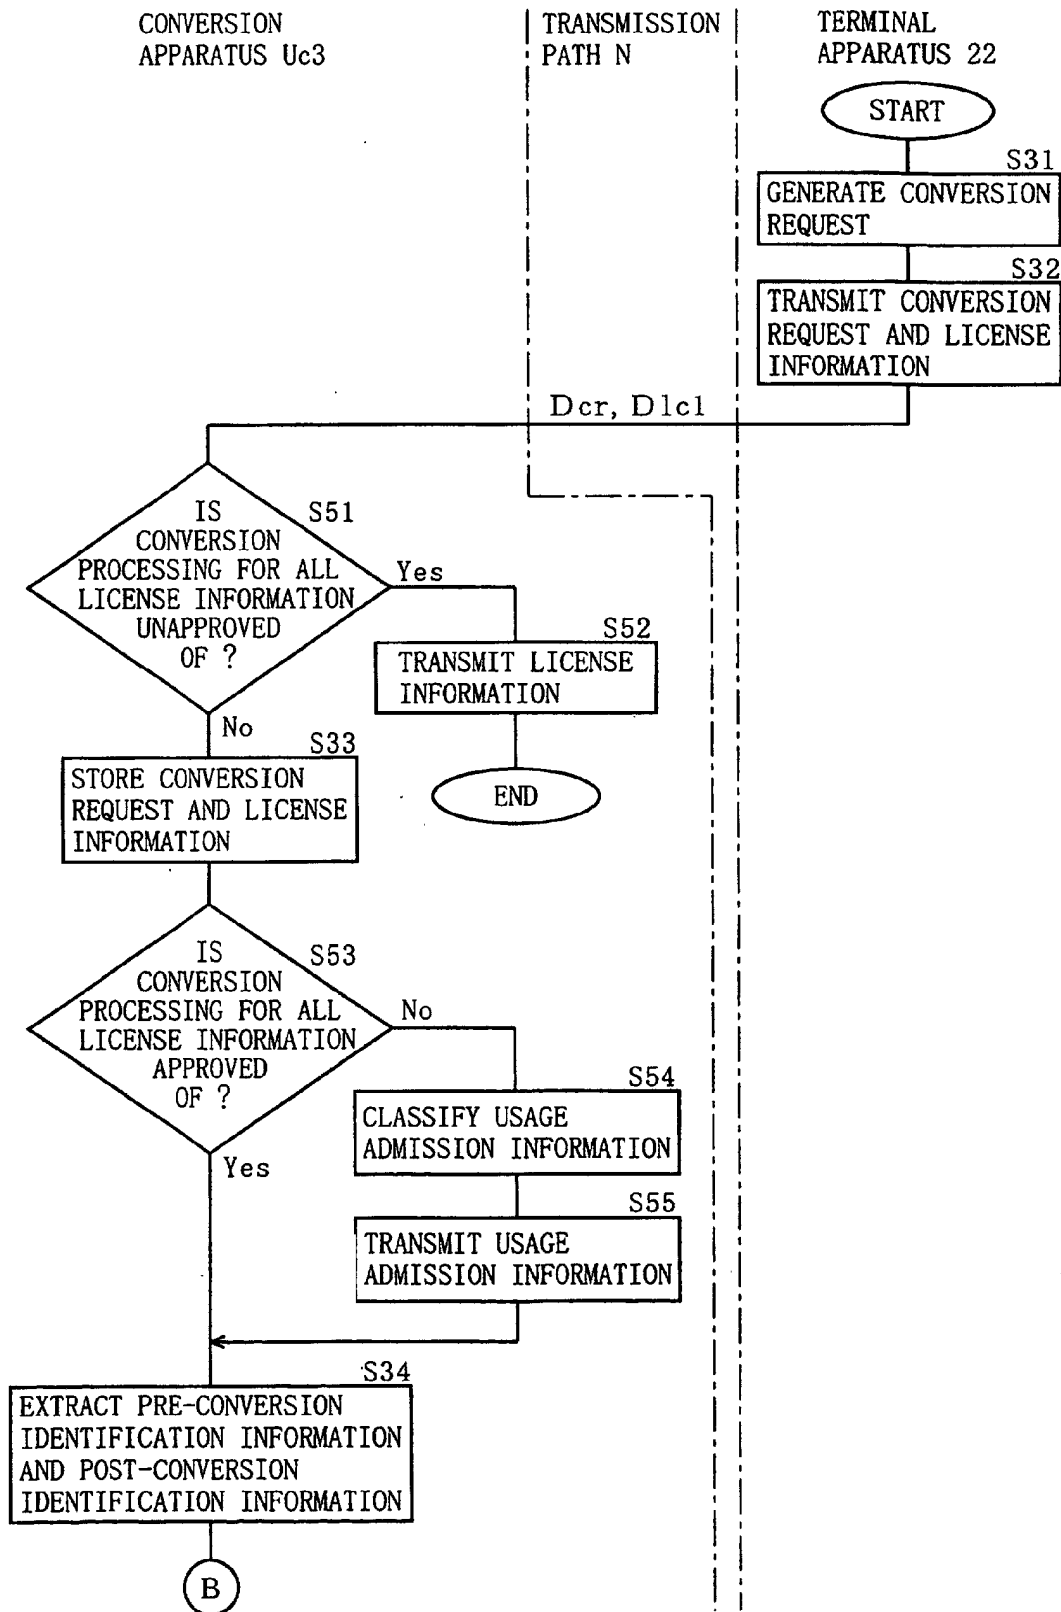 CONVERSION
APPARATUS Uc3
TRANSMISSION
PATH N
TERMINAL
APPARATUS 22
START
S31
GENERATE CONVERSION
REQUEST
S32
TRANSMIT CONVERSION
REQUEST AND LICENSE
INFORMATION
Dcr, Dlc1
IS
CONVERSION
PROCESSING FOR ALL
LICENSE INFORMATION
UNAPPROVED
OF ?
S51
Yes
S52
TRANSMIT LICENSE
INFORMATION
END
No
S33
STORE CONVERSION
REQUEST AND LICENSE
INFORMATION
IS
CONVERSION
PROCESSING FOR ALL
LICENSE INFORMATION
APPROVED
OF ?
S53
No
S54
CLASSIFY USAGE
ADMISSION INFORMATION
S55
TRANSMIT USAGE
ADMISSION INFORMATION
Yes
S34
EXTRACT PRE-CONVERSION
IDENTIFICATION INFORMATION
AND POST-CONVERSION
IDENTIFICATION INFORMATION
B